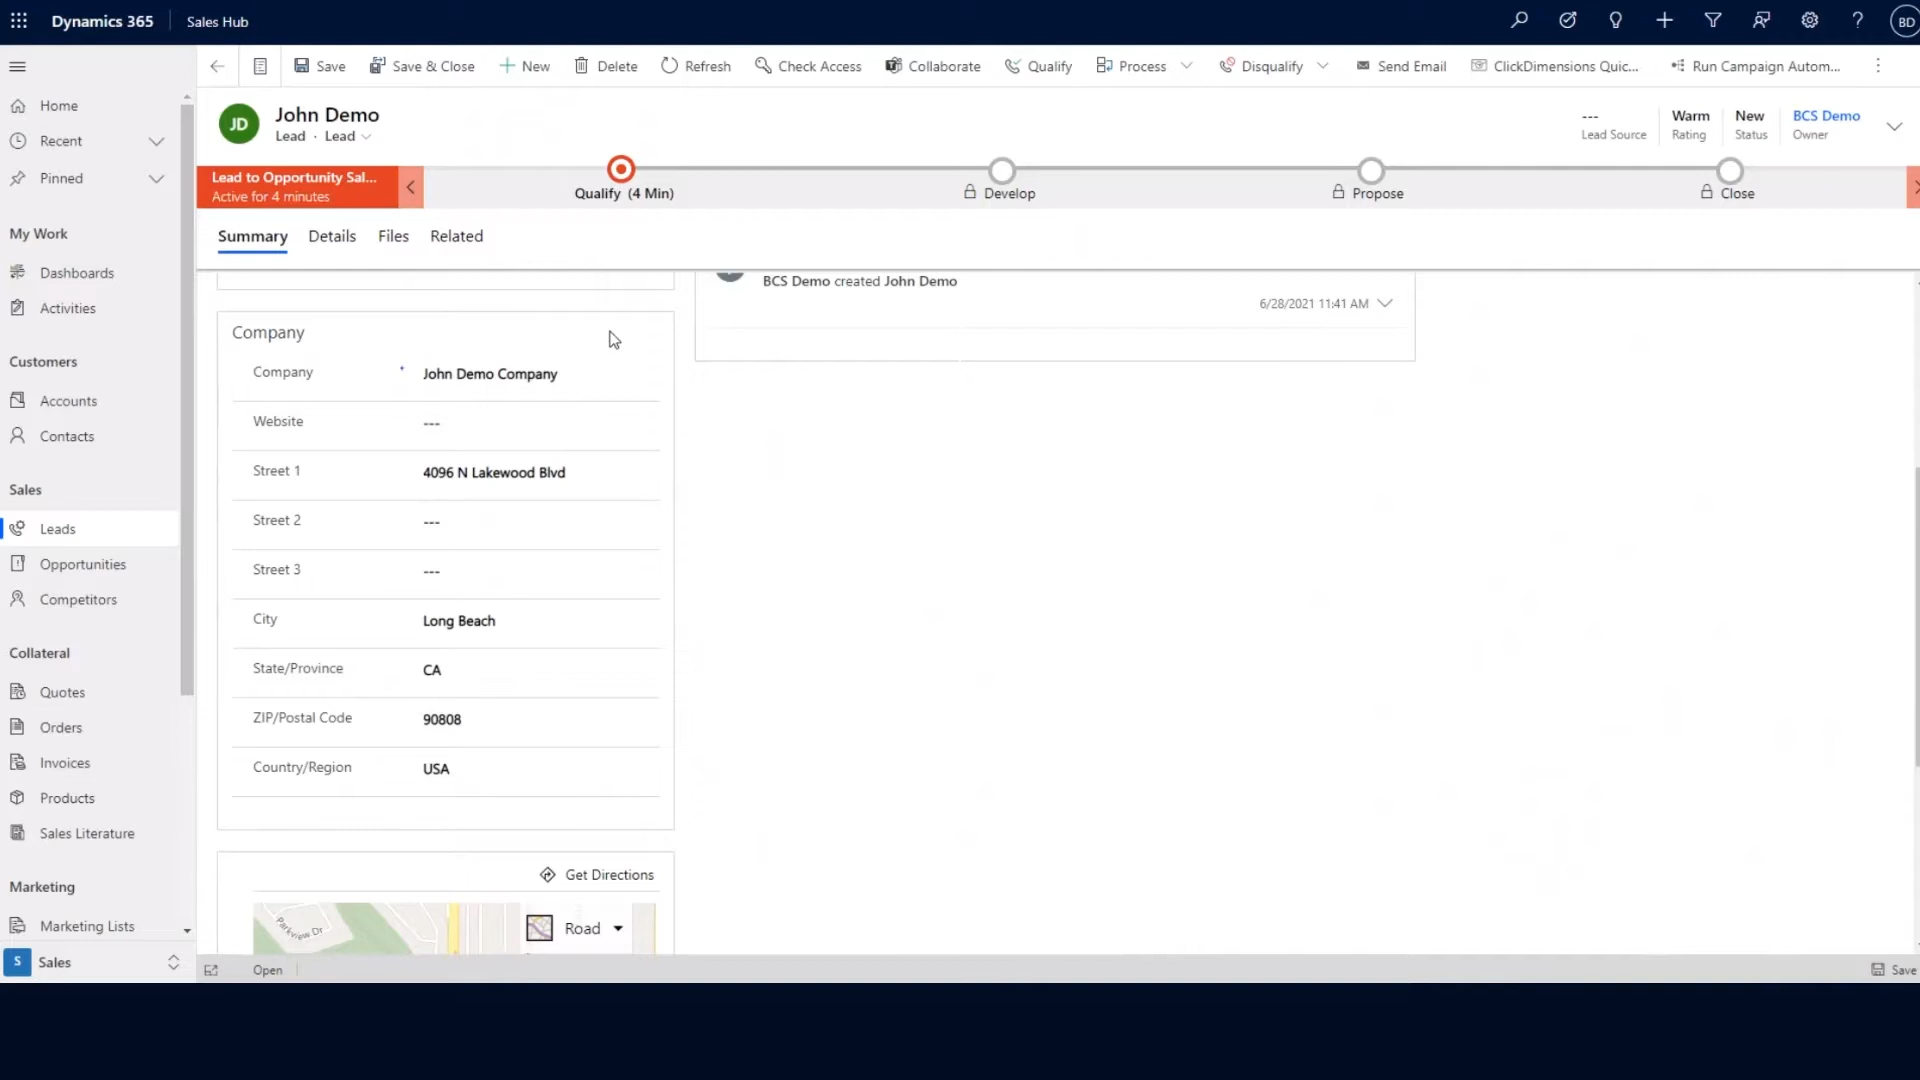 Dynamics 365 Sales Hub BD
Save Save & Close New Delete Refresh Check Access Collaborate Qualify Process Disqualify Send Email ClickDimensions Quic... Run Campaign Autom...
Home
Recent
Pinned
My Work
Dashboards
Activities
Customers
Accounts
Contacts
Sales
Leads
Opportunities
Competitors
Collateral
Quotes
Orders
Invoices
Products
Sales Literature
Marketing
Marketing Lists
S Sales
JD
John Demo
Lead · Lead
--- Warm New BCS Demo
Lead Source Rating Status Owner
Lead to Opportunity Sal...
Active for 4 minutes
Qualify (4 Min) Develop Propose Close
Summary Details Files Related
BCS Demo created John Demo
6/28/2021 11:41 AM
Company
Company * John Demo Company
Website ---
Street 1 4096 N Lakewood Blvd
Street 2 ---
Street 3 ---
City Long Beach
State/Province CA
ZIP/Postal Code 90808
Country/Region USA
Get Directions
Parkview Dr
Road
Open Save